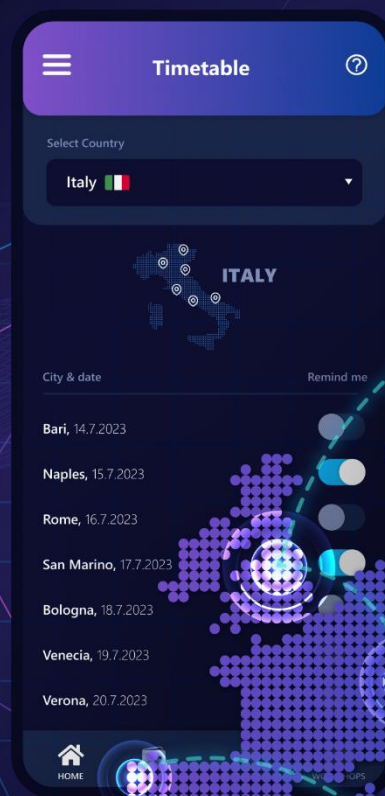 Timetable
Select Country
Italy
ITALY
City & date Remind me
Bari, 14.7.2023
Naples, 15.7.2023
Rome, 16.7.2023
San Marino, 17.7.2023
Bologna, 18.7.2023
Venecia, 19.7.2023
Verona, 20.7.2023
HOME